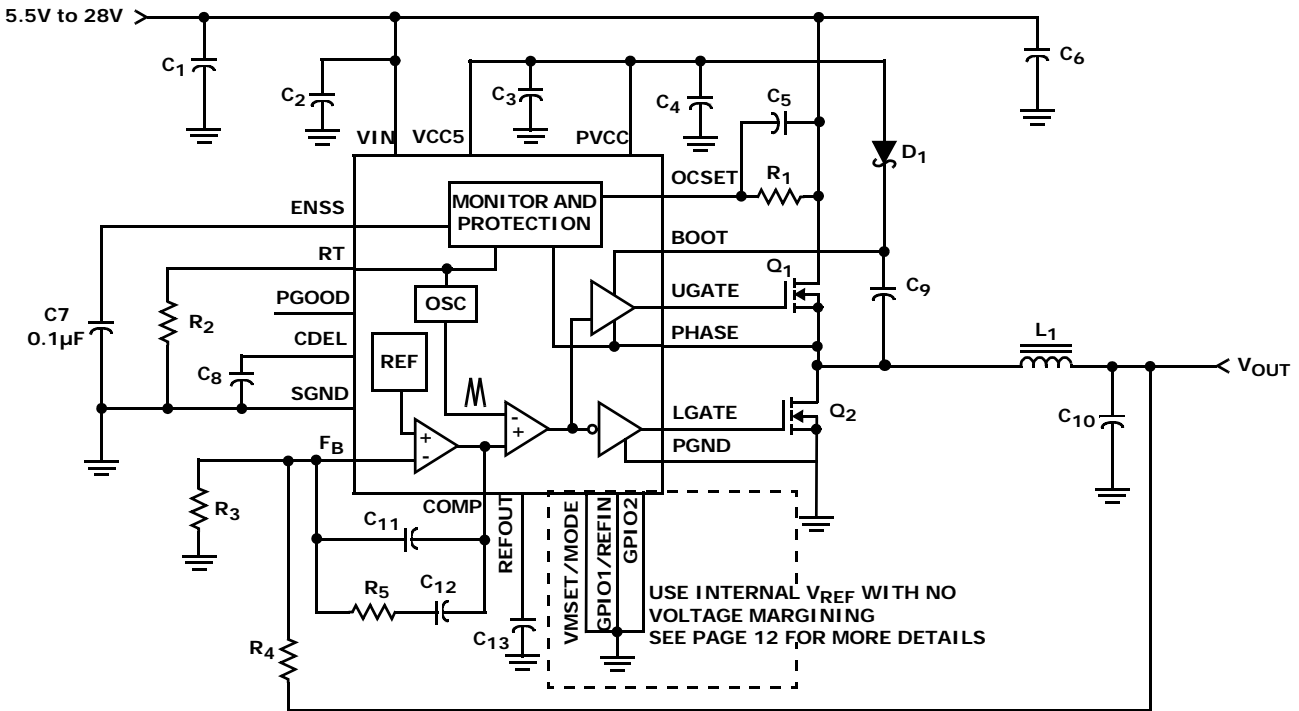 5.5V to 28V
C1
C2
C3
C4
C5
C6
VIN
VCC5
PVCC
OCSET
R1
D1
ENSS
MONITOR AND
PROTECTION
BOOT
RT
Q1
C9
UGATE
OSC
PGOOD
C7
0.1µF
R2
CDEL
PHASE
L1
REF
C8
VOUT
SGND
LGATE
Q2
C10
FB
+
-
-
+
PGND
R3
COMP
REFOUT
VMSET/MODE
GPIO1/REFIN
GPIO2
C11
R5
C12
USE INTERNAL VREF WITH NO
VOLTAGE MARGINING
SEE PAGE 12 FOR MORE DETAILS
C13
R4